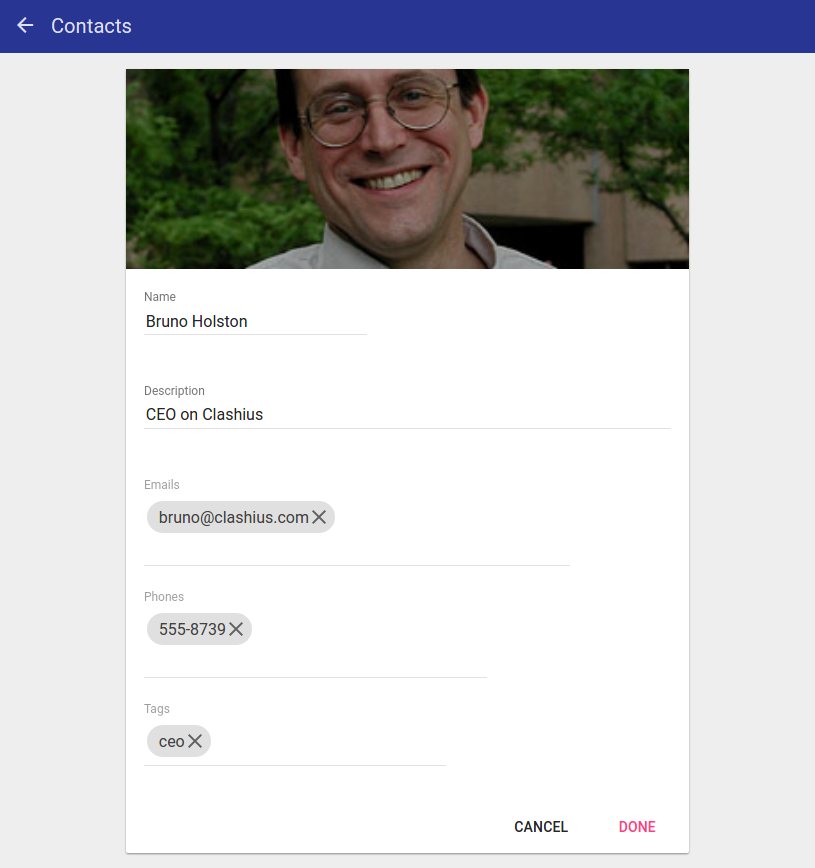 Contacts
Name
Bruno Holston
Description
CEO on Clashius
Emails
bruno@clashius.com
Phones
555-8739
Tags
ceo
CANCEL DONE